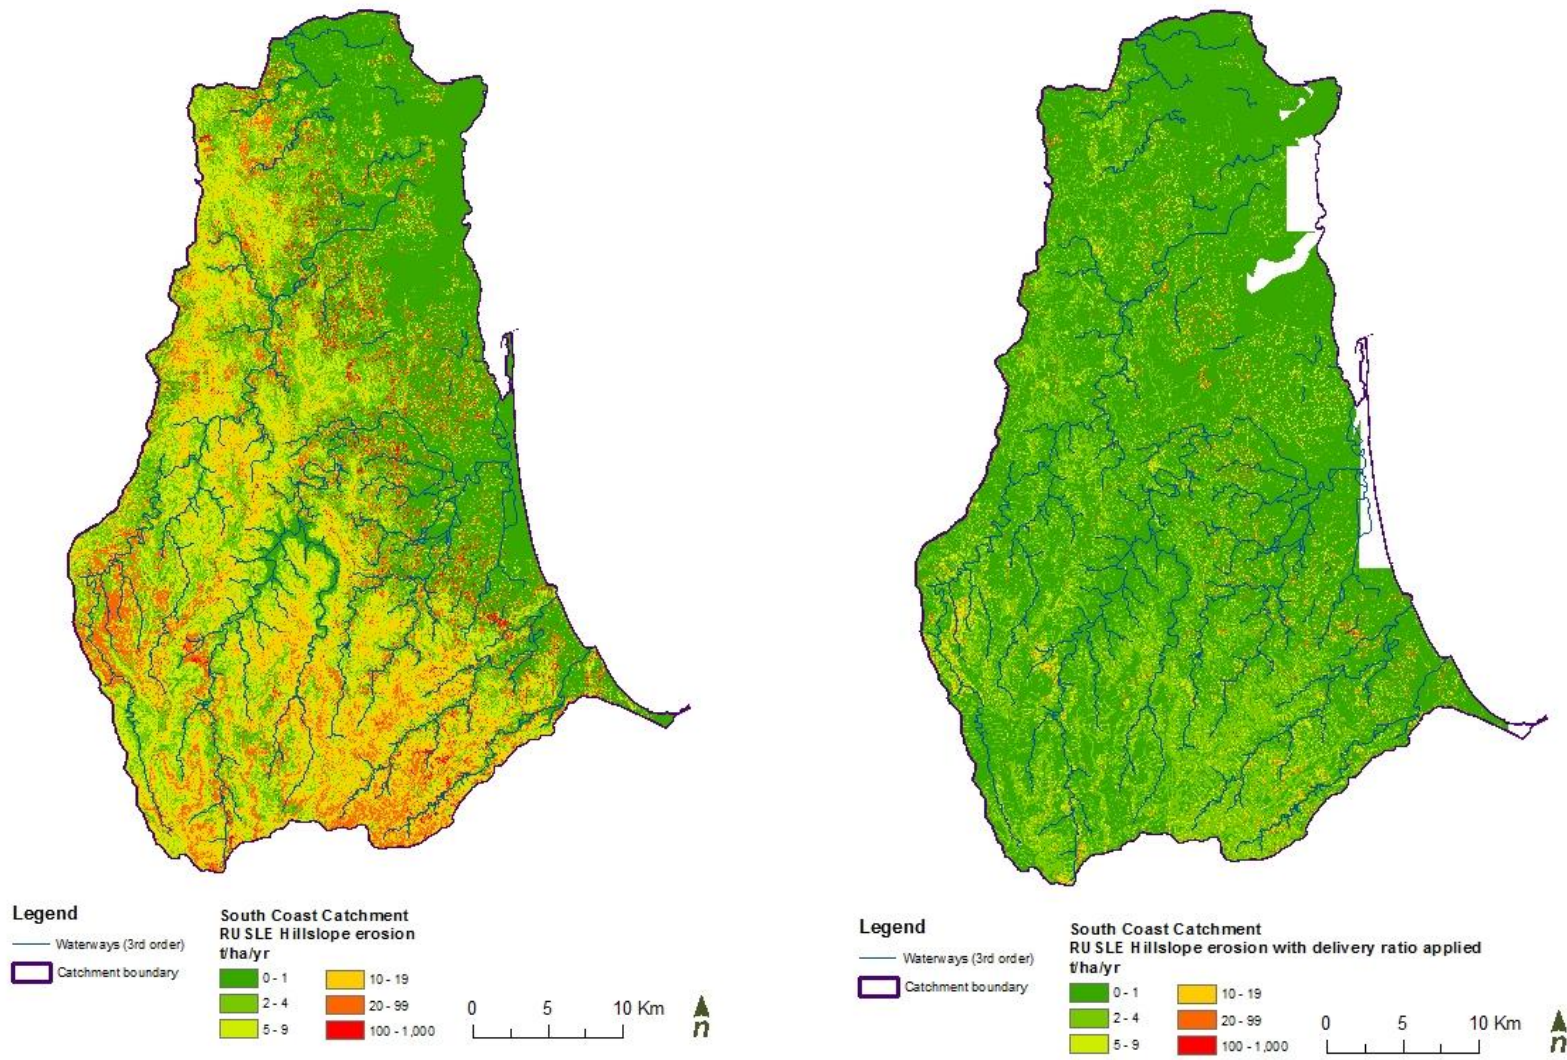 Legend
Waterways (3rd order)
Catchment boundary
South Coast Catchment
RUSLE Hillslope erosion
t/ha/yr
0 - 1
2 - 4
5 - 9
10 - 19
20 - 99
100 - 1,000
0 5 10 Km
n
Legend
Waterways (3rd order)
Catchment boundary
South Coast Catchment
RUSLE Hillslope erosion with delivery ratio applied
t/ha/yr
0 - 1
2 - 4
5 - 9
10 - 19
20 - 99
100 - 1,000
0 5 10 Km
n